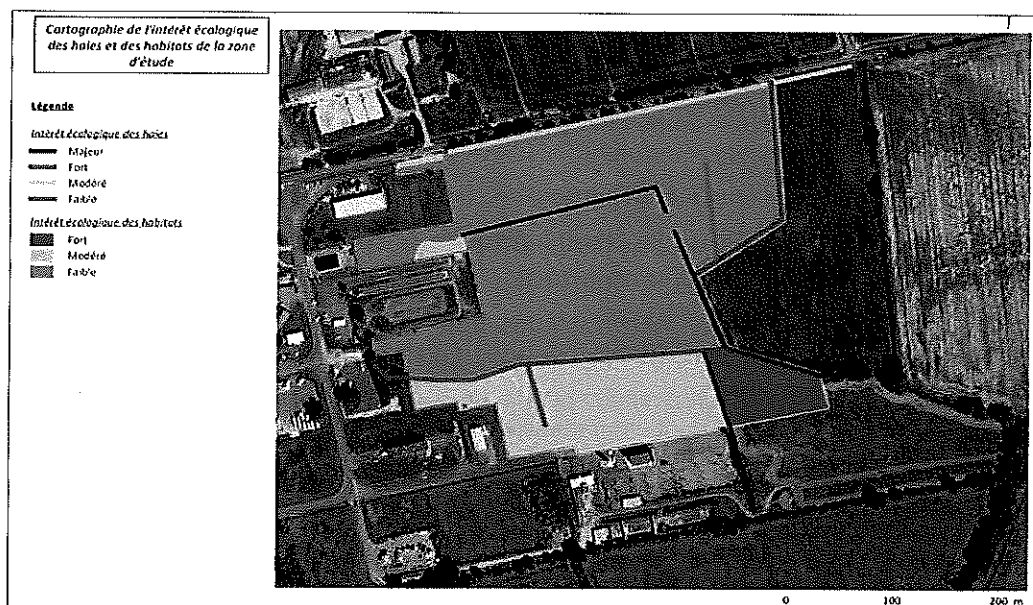 Cartographie de l'intérêt écologique
des haies et des habitats de la zone
d'étude
Légende
Intérêt écologique des haies
Majeur
Fort
Modéré
Faible
Intérêt écologique des habitats
Fort
Modéré
Faible
0 100 200 m